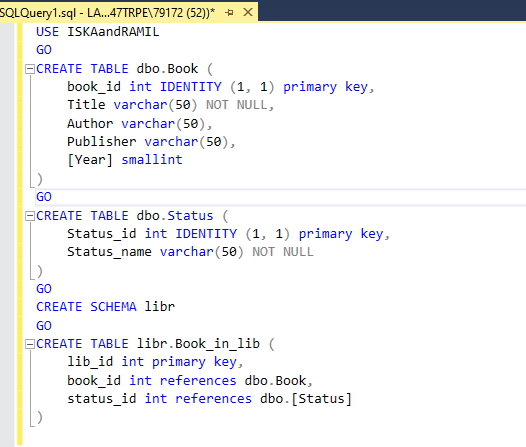 SQLQuery1.sql - LA...47TRPE\79172 (52))*
USE ISKAandRAMIL
GO
CREATE TABLE dbo.Book (
book_id int IDENTITY (1, 1) primary key,
Title varchar(50) NOT NULL,
Author varchar(50),
Publisher varchar(50),
[Year] smallint
)
GO
CREATE TABLE dbo.Status (
Status_id int IDENTITY (1, 1) primary key,
Status_name varchar(50) NOT NULL
)
GO
CREATE SCHEMA libr
GO
CREATE TABLE libr.Book_in_lib (
lib_id int primary key,
book_id int references dbo.Book,
status_id int references dbo.[Status]
)